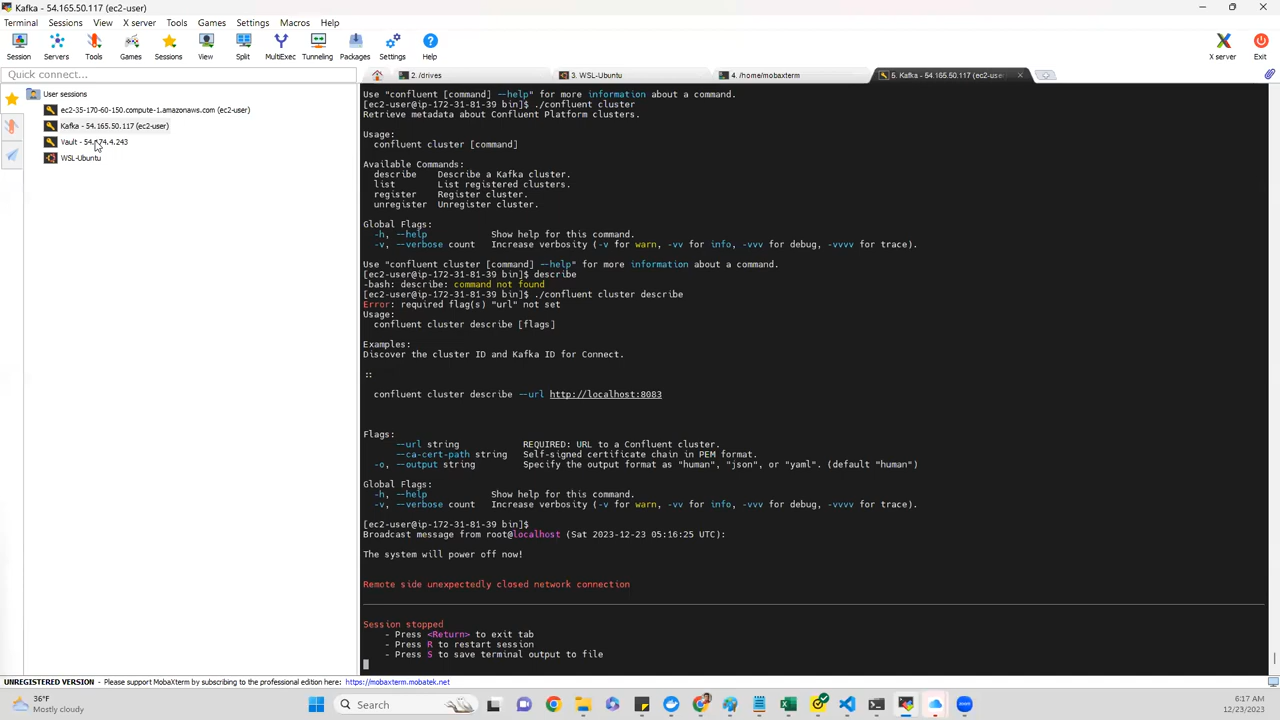 Kafka - 54.165.50.117 (ec2-user)
Terminal Sessions View X server Tools Games Settings Macros Help
Session Servers Tools Games Sessions View Split MultiExec Tunneling Packages Settings Help X server Exit
Quick connect...
2. /drives
3. WSL-Ubuntu
4. /home/mobaxterm
5. Kafka - 54.165.50.117 (ec2-use
User sessions
ec2-35-170-60-150.compute-1.amazonaws.com (ec2-user)
Kafka - 54.165.50.117 (ec2-user)
Vault - 54.174.4.243
WSL-Ubuntu
Use "confluent [command] --help" for more information about a command.
[ec2-user@ip-172-31-81-39 bin]$ ./confluent cluster
Retrieve metadata about Confluent Platform clusters.
Usage:
confluent cluster [command]
Available Commands:
describe Describe a Kafka cluster.
list List registered clusters.
register Register cluster.
unregister Unregister cluster.
Global Flags:
-h, --help Show help for this command.
-v, --verbose count Increase verbosity (-v for warn, -vv for info, -vvv for debug, -vvvv for trace).
Use "confluent cluster [command] --help" for more information about a command.
[ec2-user@ip-172-31-81-39 bin]$ describe
-bash: describe: command not found
[ec2-user@ip-172-31-81-39 bin]$ ./confluent cluster describe
Error: required flag(s) "url" not set
Usage:
confluent cluster describe [flags]
Examples:
Discover the cluster ID and Kafka ID for Connect.
::
confluent cluster describe --url http://localhost:8083
Flags:
--url string REQUIRED: URL to a Confluent cluster.
--ca-cert-path string Self-signed certificate chain in PEM format.
-o, --output string Specify the output format as "human", "json", or "yaml". (default "human")
Global Flags:
-h, --help Show help for this command.
-v, --verbose count Increase verbosity (-v for warn, -vv for info, -vvv for debug, -vvvv for trace).
[ec2-user@ip-172-31-81-39 bin]$
Broadcast message from root@localhost (Sat 2023-12-23 05:16:25 UTC):
The system will power off now!
Remote side unexpectedly closed network connection
Session stopped
- Press <Return> to exit tab
- Press R to restart session
- Press S to save terminal output to file
UNREGISTERED VERSION - Please support MobaXterm by subscribing to the professional edition here: https://mobaxterm.mobatek.net
36°F
Mostly cloudy
Search
6:17 AM
12/23/2023